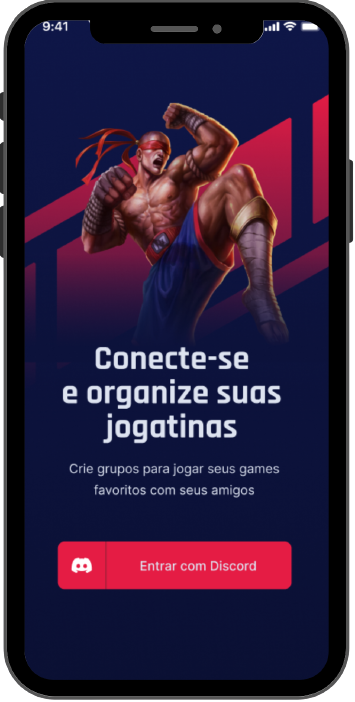 9:41
Conecte-se
e organize suas
jogatinas
Crie grupos para jogar seus games
favoritos com seus amigos
Entrar com Discord